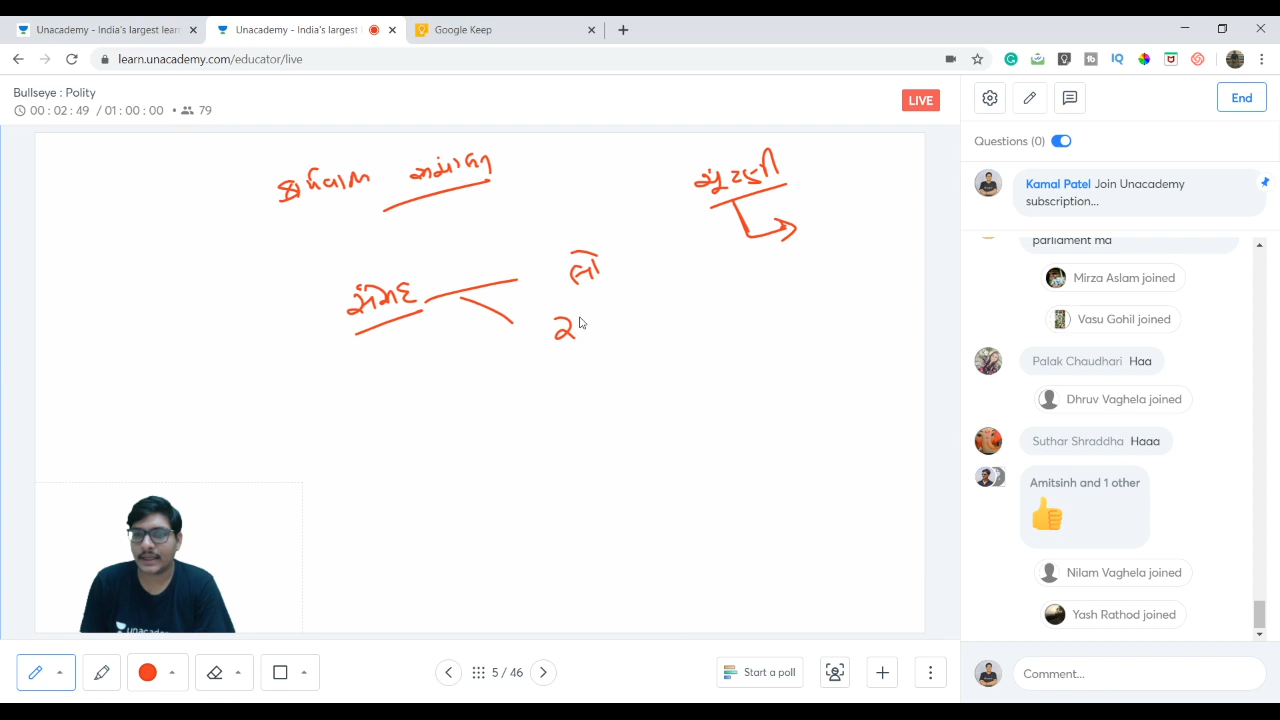 Unacademy - India's largest lear
Unacademy - India's largest
Google Keep
learn.unacademy.com/educator/live
Bullseye : Polity
00 : 02 : 49 / 01 : 00 : 00 • 79
LIVE
End
Questions (0)
Kamal Patel Join Unacademy
subscription...
સંસદ
લો
ર
parliament ma
Mirza Aslam joined
Vasu Gohil joined
Palak Chaudhari Haa
Dhruv Vaghela joined
Suthar Shraddha Haaa
Amitsinh and 1 other
Nilam Vaghela joined
Yash Rathod joined
unacademy
5 / 46
Start a poll
Comment...